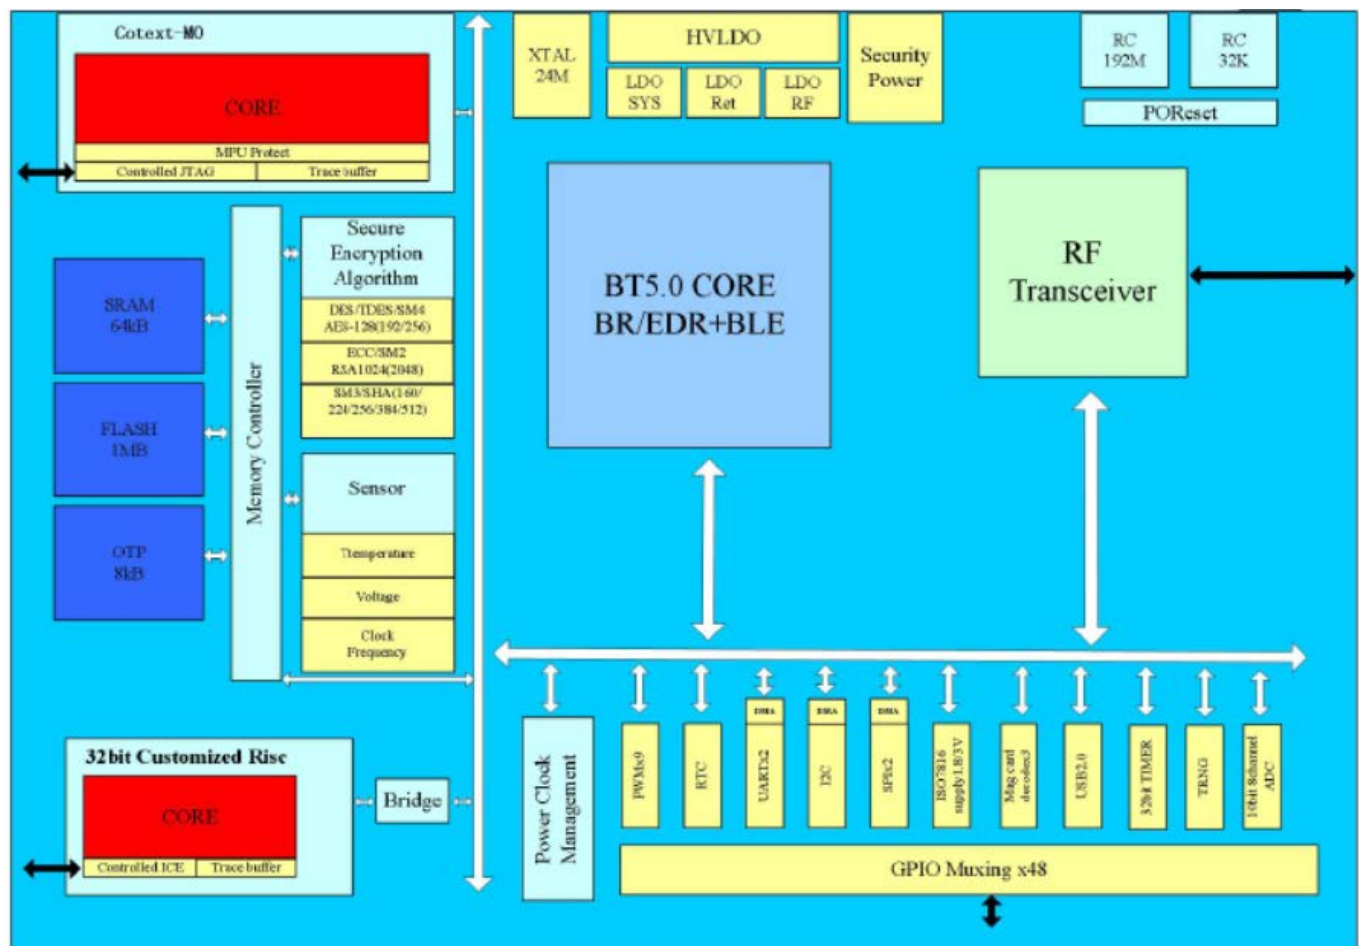 Cotext-M0
CORE
MPU Protect
Controlled JTAG
Trace buffer
XTAL
24M
HVLDO
LDO
SYS
LDO
Ret
LDO
RF
Security
Power
RC
192M
RC
32K
POReset
SRAM
64kB
FLASH
1MB
OTP
8kB
Memory Controller
Secure
Encryption
Algorithm
DES/TDES/SM4
AES-128(192/256)
ECC/SM2
RSA1024(2048)
SM3/SHA(160/
224/256/384/512)
Sensor
Ttemperature
Voltage
Clock
Frequency
BT5.0 CORE
BR/EDR+BLE
RF
Transceiver
32bit Customized Risc
CORE
Controlled ICE
Trace buffer
Bridge
Power Clock
Management
PWMx9
RTC
DMA
UARTx2
DMA
I2C
DMA
SPIx2
ISO7816
supply1.8/3V
Mag card
decodex3
USB2.0
32bit TIMER
TRNG
10bit 8channel
ADC
GPIO Muxing x48